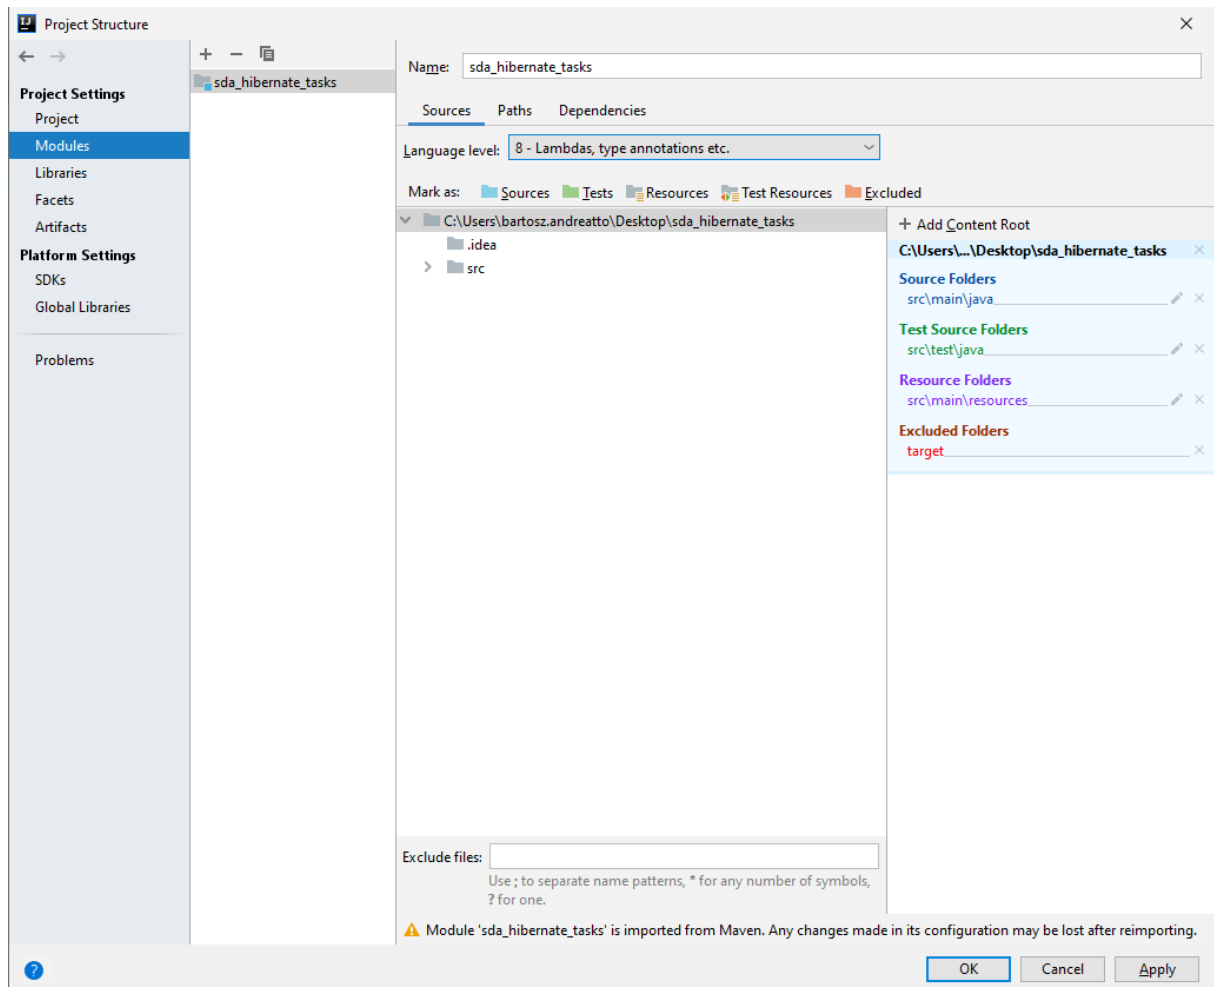 Project Structure
Project Settings
Project
Modules
Libraries
Facets
Artifacts
Platform Settings
SDKs
Global Libraries
Problems
sda_hibernate_tasks
Name: sda_hibernate_tasks
Sources Paths Dependencies
Language level: 8 - Lambdas, type annotations etc.
Mark as: Sources Tests Resources Test Resources Excluded
C:\Users\bartosz.andreatto\Desktop\sda_hibernate_tasks
.idea
src
+ Add Content Root
C:\Users\...\Desktop\sda_hibernate_tasks
Source Folders
src\main\java
Test Source Folders
src\test\java
Resource Folders
src\main\resources
Excluded Folders
target
Exclude files:
Use ; to separate name patterns, * for any number of symbols,
? for one.
Module 'sda_hibernate_tasks' is imported from Maven. Any changes made in its configuration may be lost after reimporting.
OK Cancel Apply